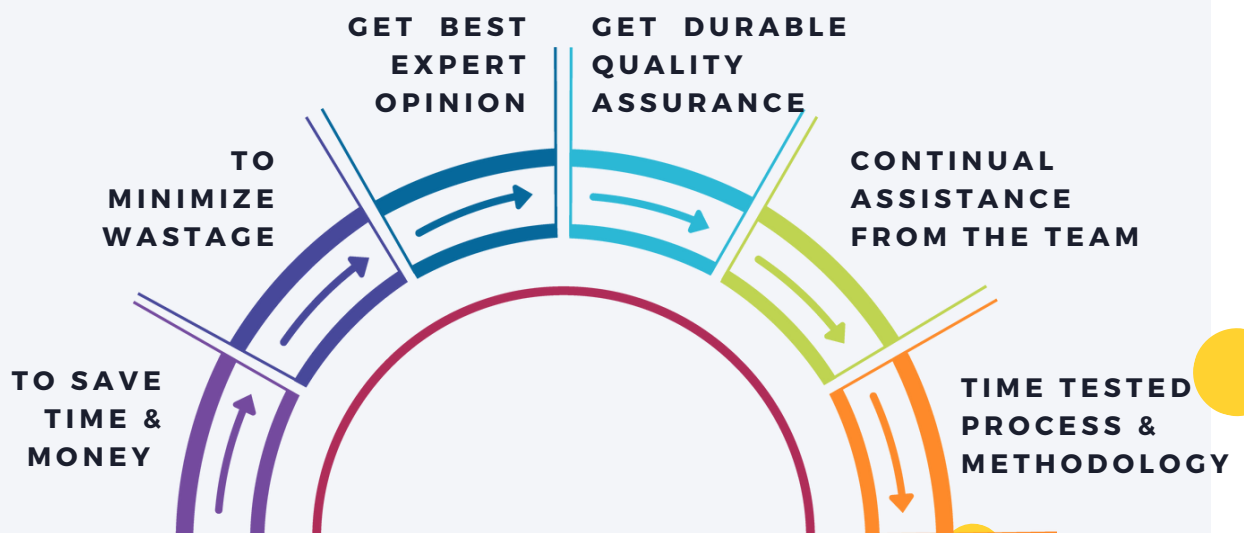 GET BEST
EXPERT
OPINION
GET DURABLE
QUALITY
ASSURANCE
TO
MINIMIZE
WASTAGE
CONTINUAL
ASSISTANCE
FROM THE TEAM
TO SAVE
TIME &
MONEY
TIME TESTED
PROCESS &
METHODOLOGY